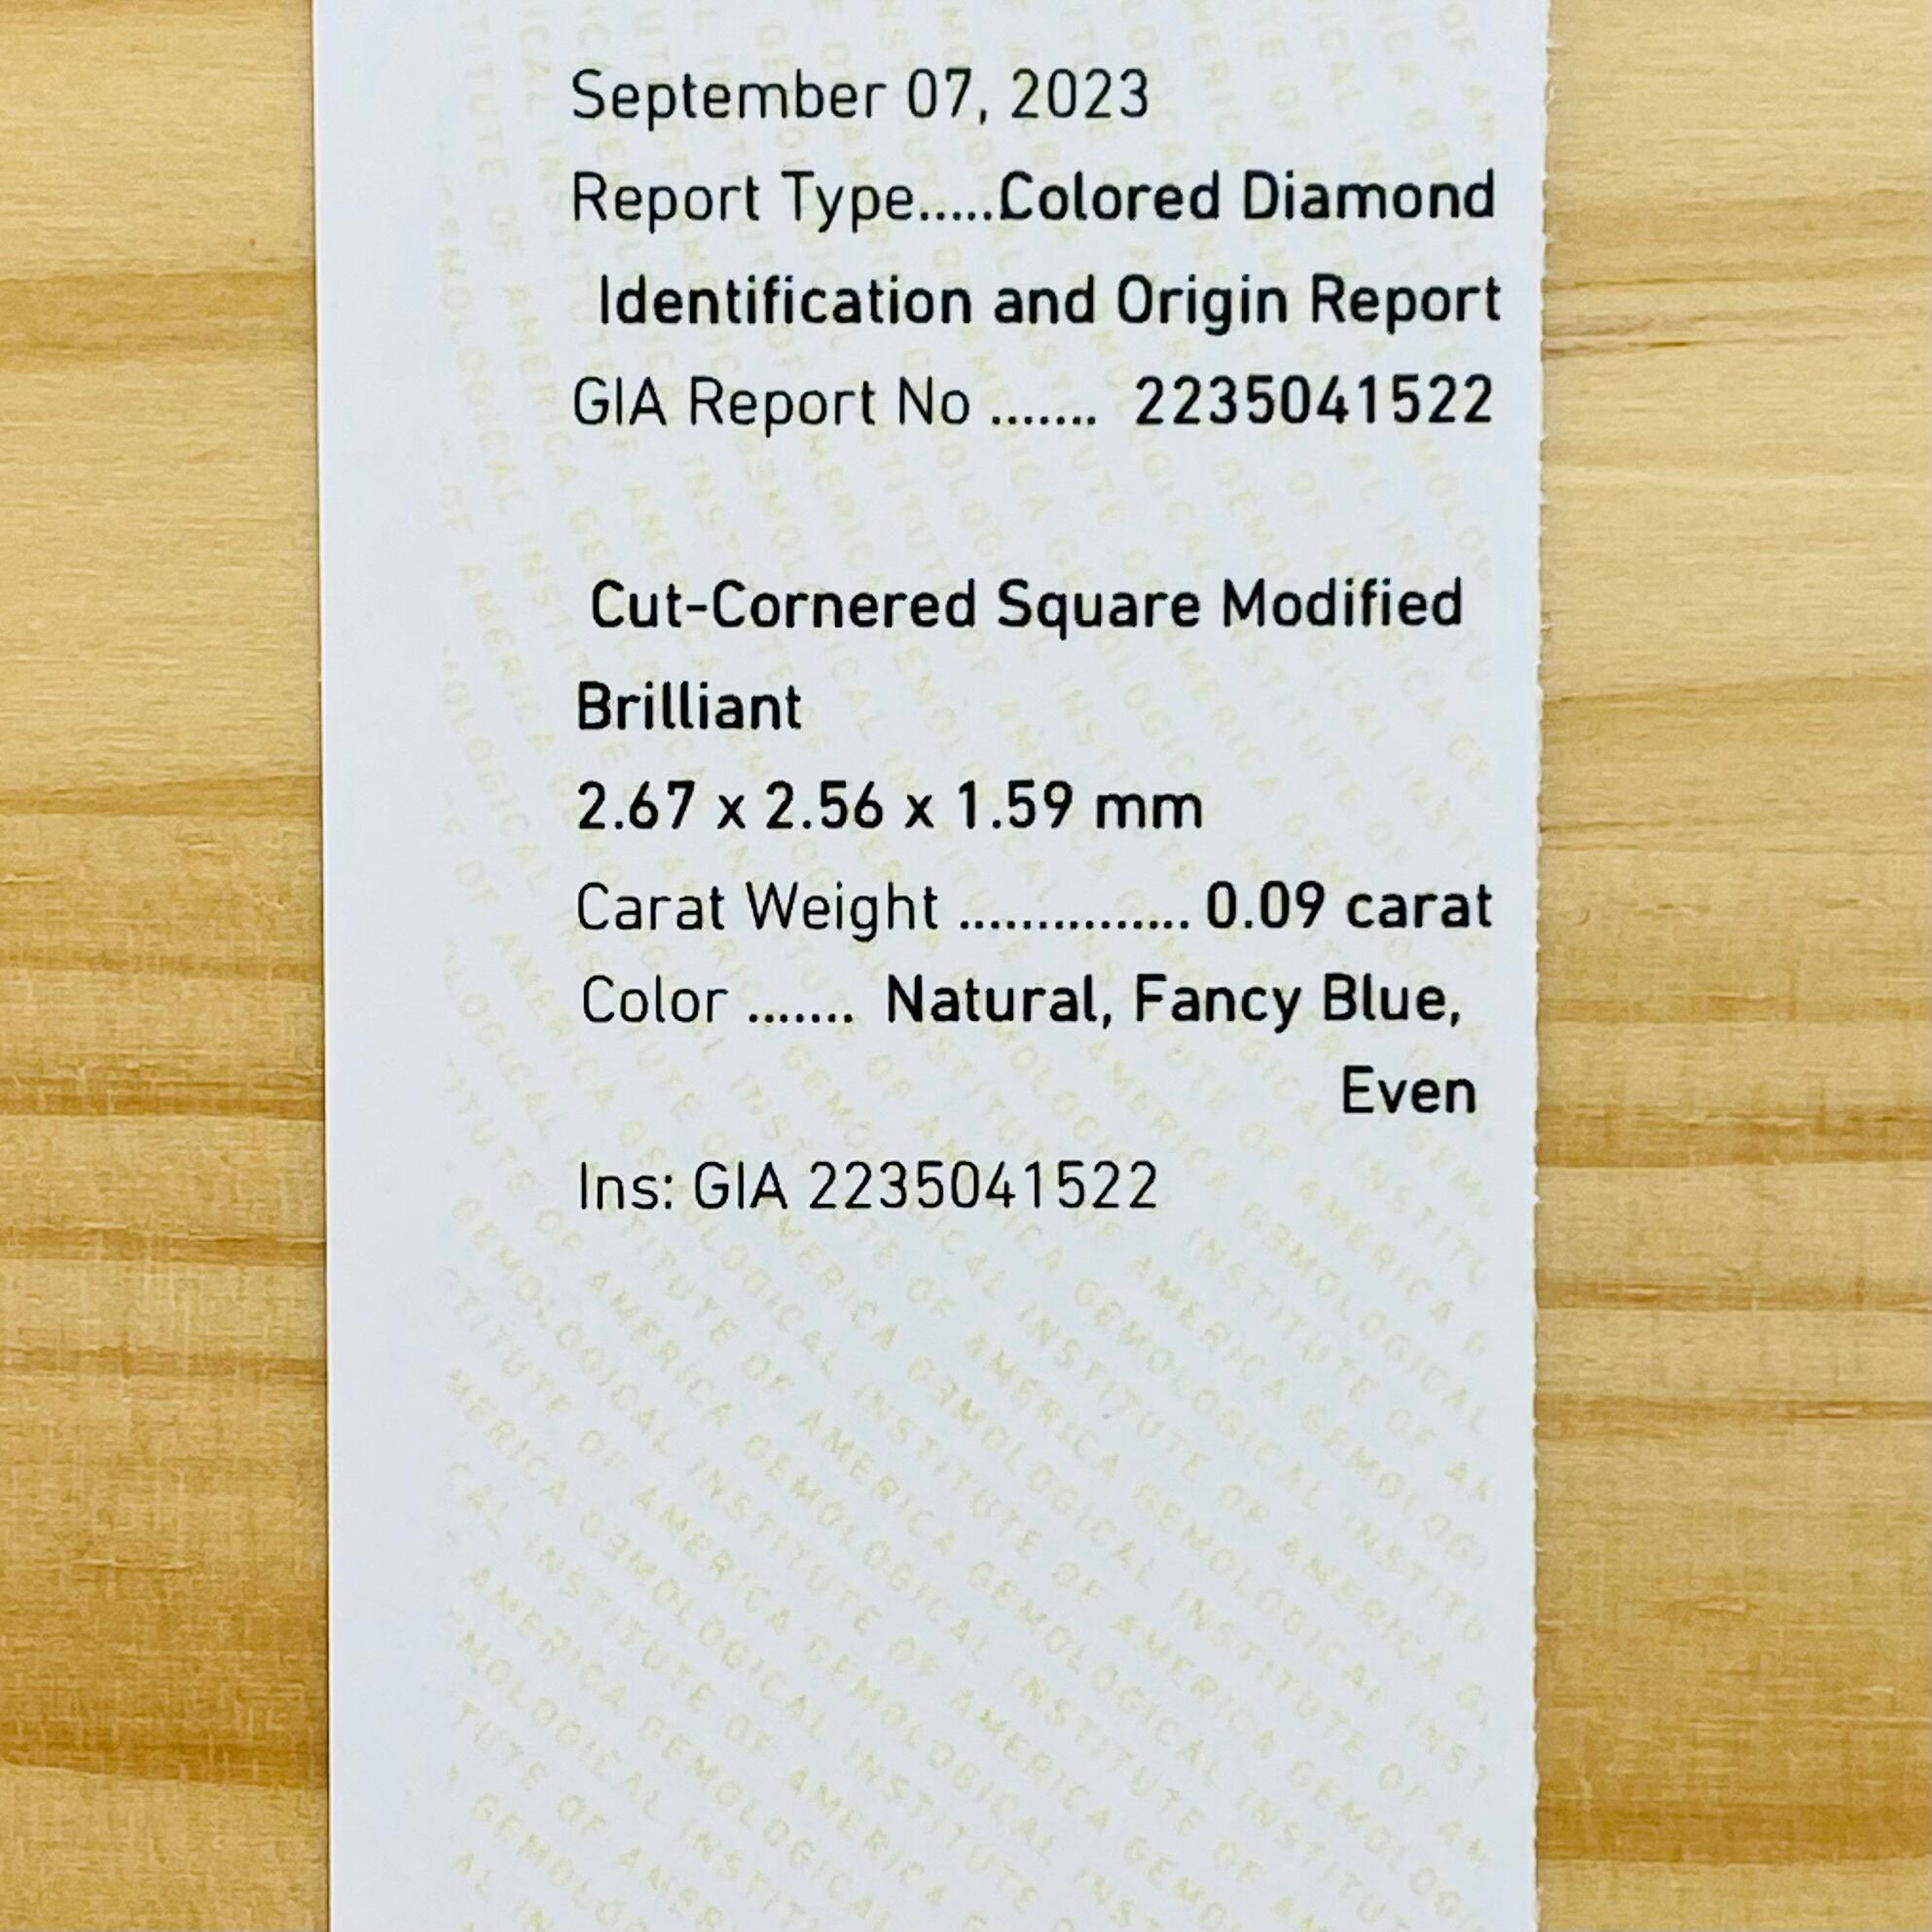 September 07, 2023
Report Type.....Colored Diamond
Identification and Origin Report
GIA Report No ....... 2235041522
Cut-Cornered Square Modified
Brilliant
2.67 x 2.56 x 1.59 mm
Carat Weight ............... 0.09 carat
Color ....... Natural, Fancy Blue,
Even
Ins: GIA 2235041522